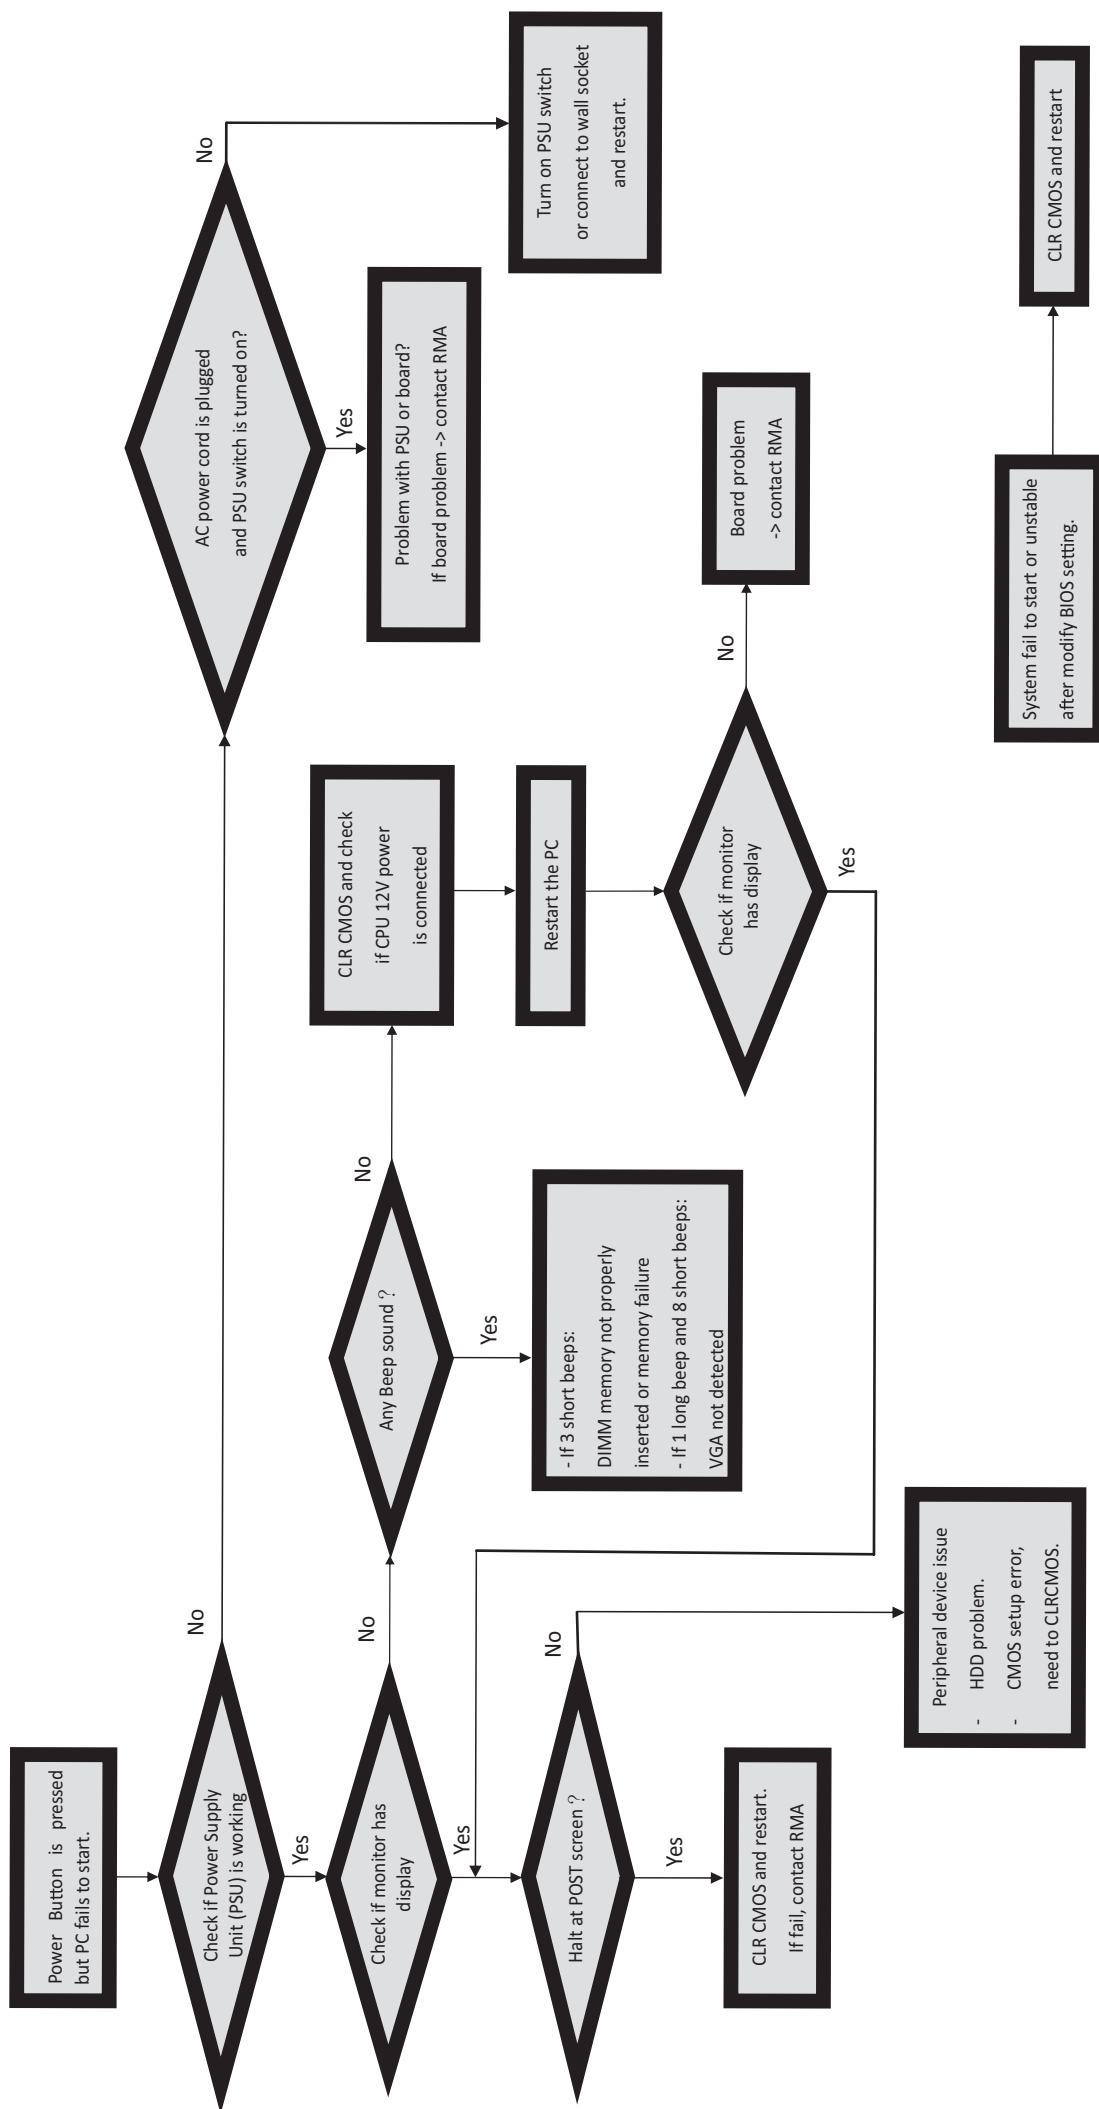 Power Button is pressed
but PC fails to start.
Check if Power Supply
Unit (PSU) is working
No
Yes
AC power cord is plugged
and PSU switch is turned on?
No
Yes
Turn on PSU switch
or connect to wall socket
and restart.
Problem with PSU or board?
If board problem -> contact RMA
Check if monitor has
display
No
Yes
Any Beep sound ?
No
Yes
CLR CMOS and check
if CPU 12V power
is connected
Restart the PC
- If 3 short beeps:
DIMM memory not properly
inserted or memory failure
- If 1 long beep and 8 short beeps:
VGA not detected
Check if monitor
has display
No
Yes
Board problem
-> contact RMA
Halt at POST screen ?
No
Yes
CLR CMOS and restart.
If fail, contact RMA
Peripheral device issue
- HDD problem.
- CMOS setup error,
need to CLRCMOS.
System fail to start or unstable
after modify BIOS setting.
CLR CMOS and restart